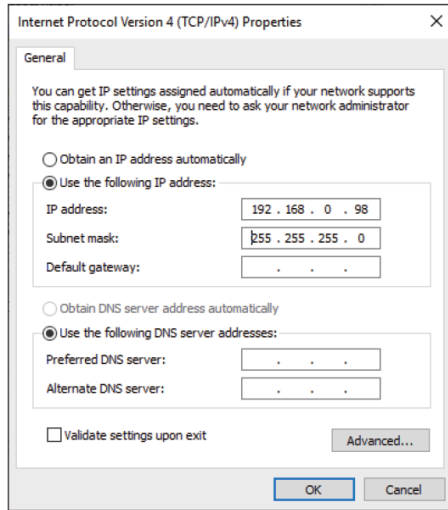 Internet Protocol Version 4 (TCP/IPv4) Properties
General
You can get IP settings assigned automatically if your network supports
this capability. Otherwise, you need to ask your network administrator
for the appropriate IP settings.
Obtain an IP address automatically
Use the following IP address:
IP address: 192 . 168 . 0 . 98
Subnet mask: 255 . 255 . 255 . 0
Default gateway: . . .
Obtain DNS server address automatically
Use the following DNS server addresses:
Preferred DNS server: . . .
Alternate DNS server: . . .
Validate settings upon exit
Advanced...
OK Cancel